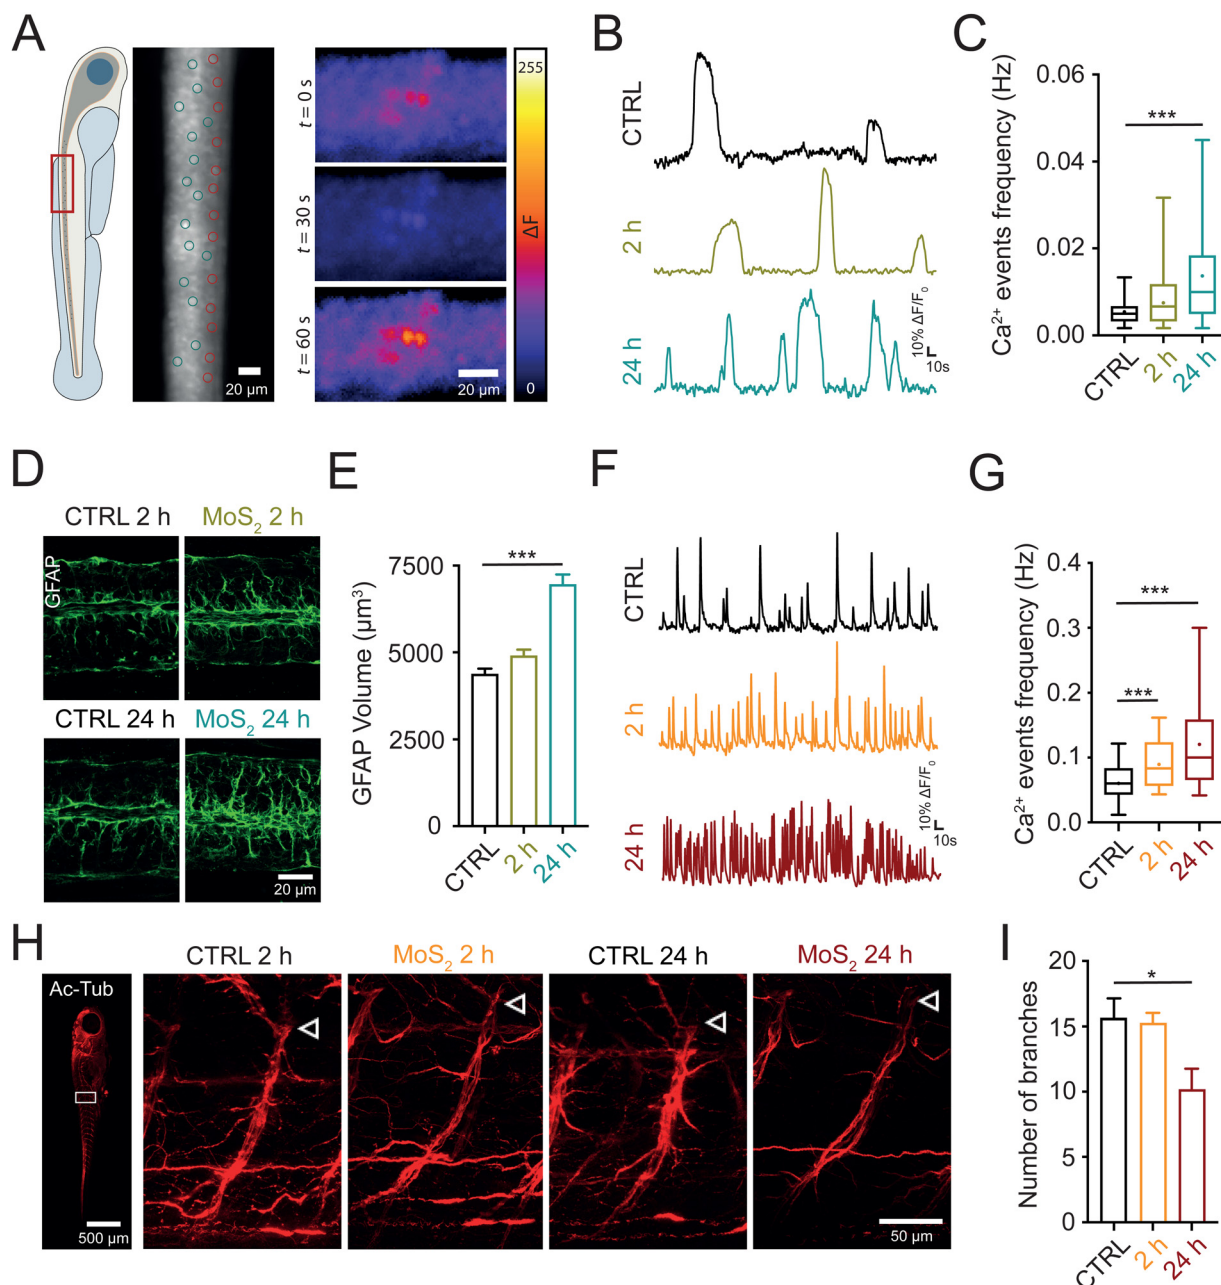 A
t = 0 s
t = 30 s
t = 60 s
20 µm
20 µm
255
ΔF
0
B
CTRL
2 h
24 h
10% ΔF/F₀
10s
C
Ca²⁺ events frequency (Hz)
0.06
0.04
0.02
0.00
***
CTRL
2 h
24 h
D
CTRL 2 h
MoS₂ 2 h
GFAP
CTRL 24 h
MoS₂ 24 h
20 µm
E
GFAP Volume (µm³)
7500
5000
2500
0
***
CTRL
2 h
24 h
F
CTRL
2 h
24 h
10% ΔF/F₀
10s
G
Ca²⁺ events frequency (Hz)
0.4
0.3
0.2
0.1
0.0
***
***
CTRL
2 h
24 h
H
Ac-Tub
500 µm
CTRL 2 h
MoS₂ 2 h
CTRL 24 h
MoS₂ 24 h
50 µm
I
Number of branches
20
15
10
5
0
*
CTRL
2 h
24 h